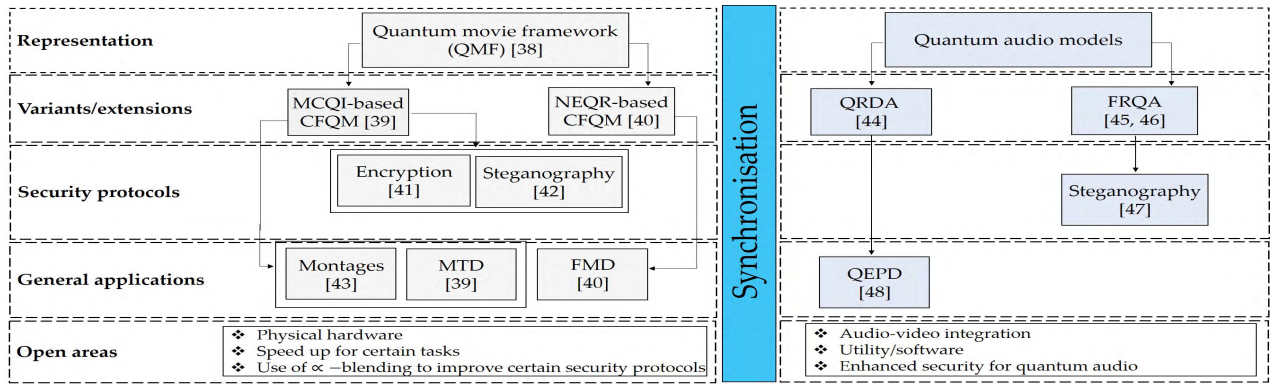 Representation
Quantum movie framework
(QMF) [38]
Variants/extensions
MCQI-based
CFQM [39]
NEQR-based
CFQM [40]
Security protocols
Encryption
[41]
Steganography
[42]
General applications
Montages
[43]
MTD
[39]
FMD
[40]
Open areas
❖ Physical hardware
❖ Speed up for certain tasks
❖ Use of ∝ −blending to improve certain security protocols
Synchronisation
Quantum audio models
QRDA
[44]
FRQA
[45, 46]
Steganography
[47]
QEPD
[48]
❖ Audio-video integration
❖ Utility/software
❖ Enhanced security for quantum audio